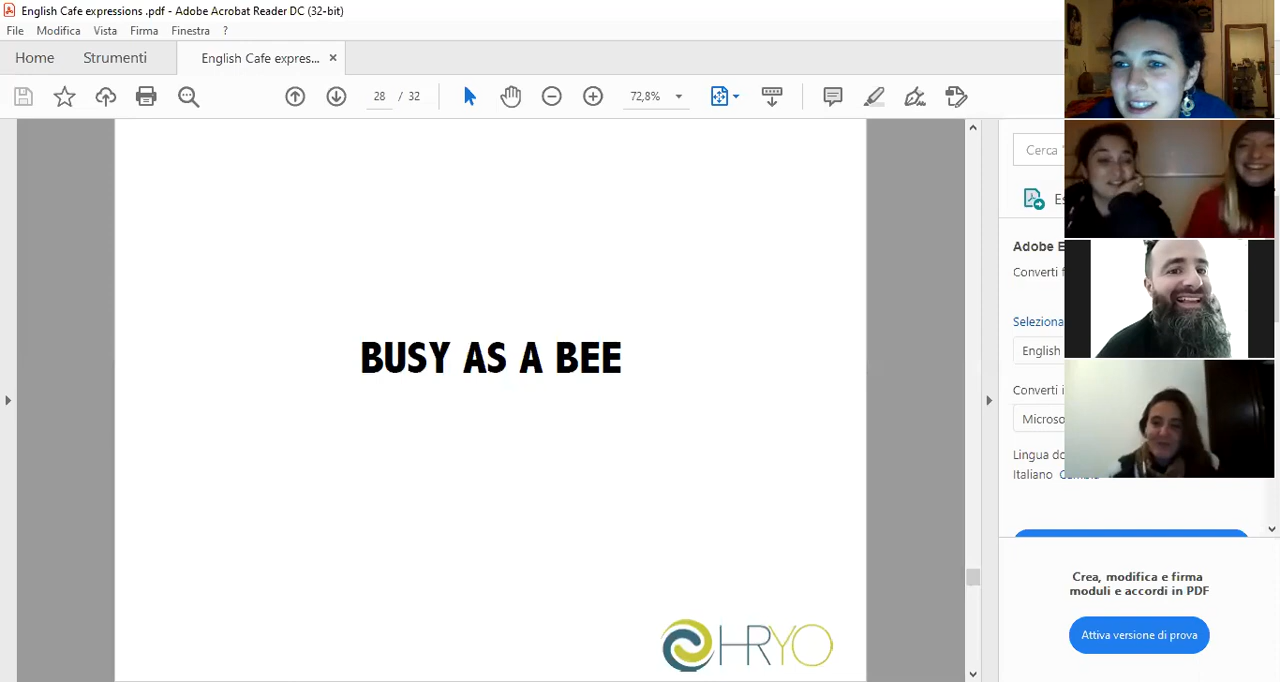 English Cafe expressions .pdf - Adobe Acrobat Reader DC (32-bit)
File Modifica Vista Firma Finestra ?
Home Strumenti English Cafe expres... ×
28 / 32 72,8%
Cerca
Adobe E
Converti f
Seleziona
English
Converti i
Microso
Lingua do
Italiano
BUSY AS A BEE
Crea, modifica e firma
moduli e accordi in PDF
Attiva versione di prova
HRYO